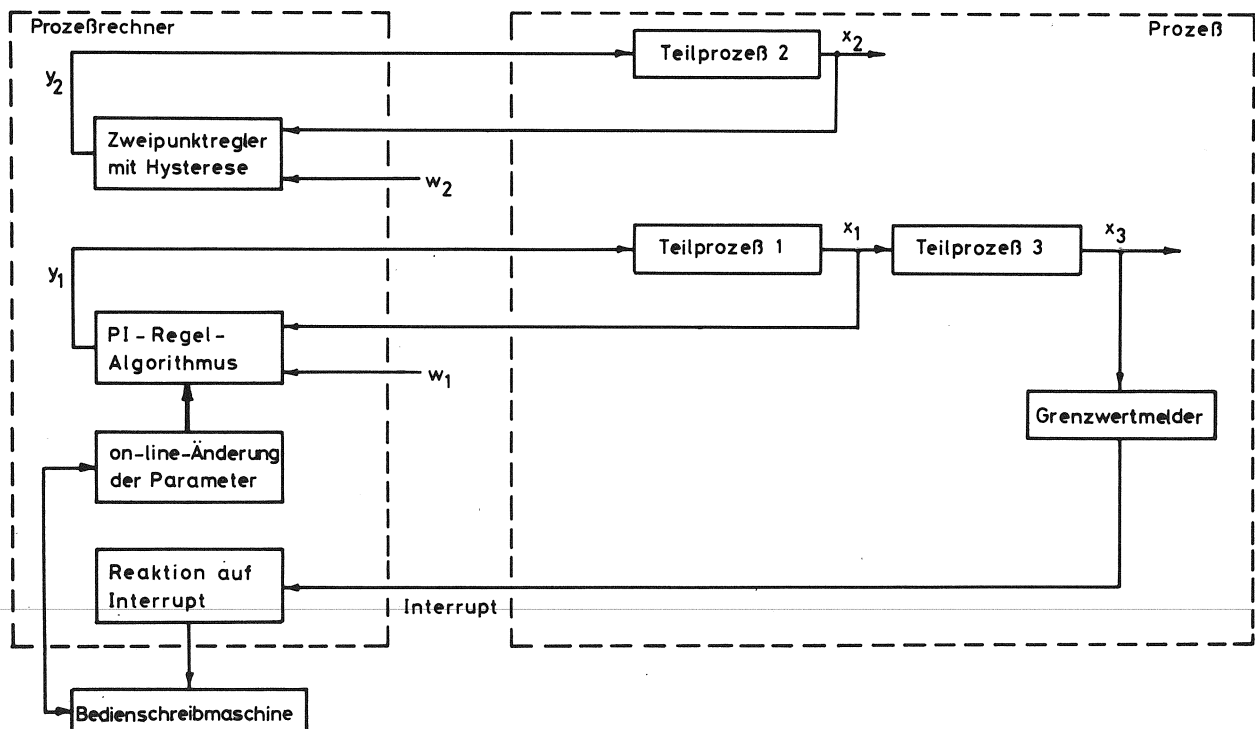 Prozeßrechner
Prozeß
Teilprozeß 2
x2
y2
Zweipunktregler
mit Hysterese
w2
Teilprozeß 1
x1
Teilprozeß 3
x3
y1
PI-Regel-
Algorithmus
w1
Grenzwertmelder
on-line-Änderung
der Parameter
Reaktion auf
Interrupt
Interrupt
Bedienschreibmaschine